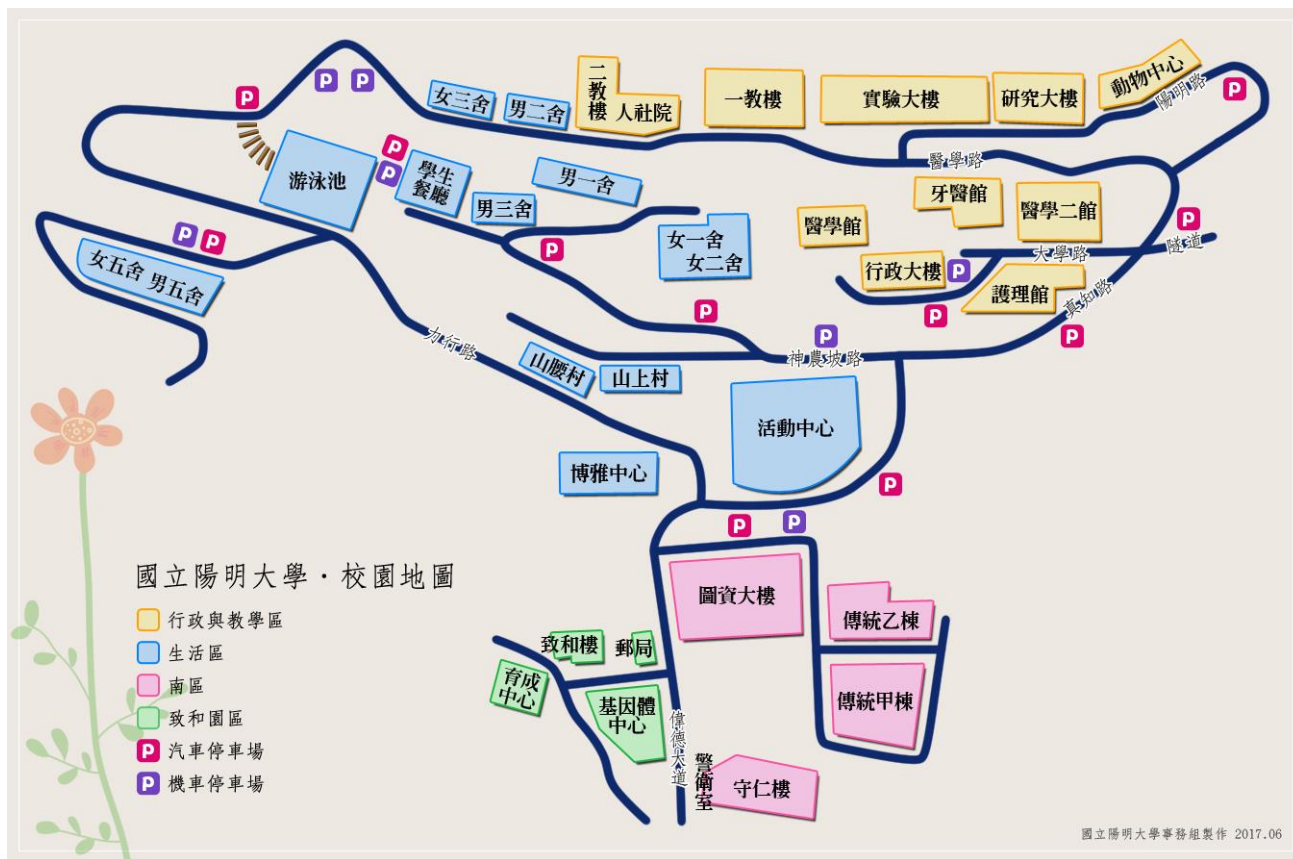 動物中心
陽明路
P
P
P
P
二教樓
人社院
一教樓
實驗大樓
研究大樓
女三舍
男二舍
醫學路
游泳池
P
P
學生
餐廳
男一舍
男三舍
牙醫館
醫學二館
醫學館
女一舍
女二舍
P
P
P
P
隧道
大學路
女五舍 男五舍
行政大樓
P
護理館
真知路
P
P
P
P
力行路
神農坡路
山腰村
山上村
活動中心
博雅中心
P
P
P
國立陽明大學·校園地圖
圖資大樓
行政與教學區
傳統乙棟
生活區
致和樓
郵局
南區
育成
中心
傳統甲棟
致和園區
基因體
中心
偉德大道
P 汽車停車場
警衛室
守仁樓
P 機車停車場
國立陽明大學事務組製作 2017.06